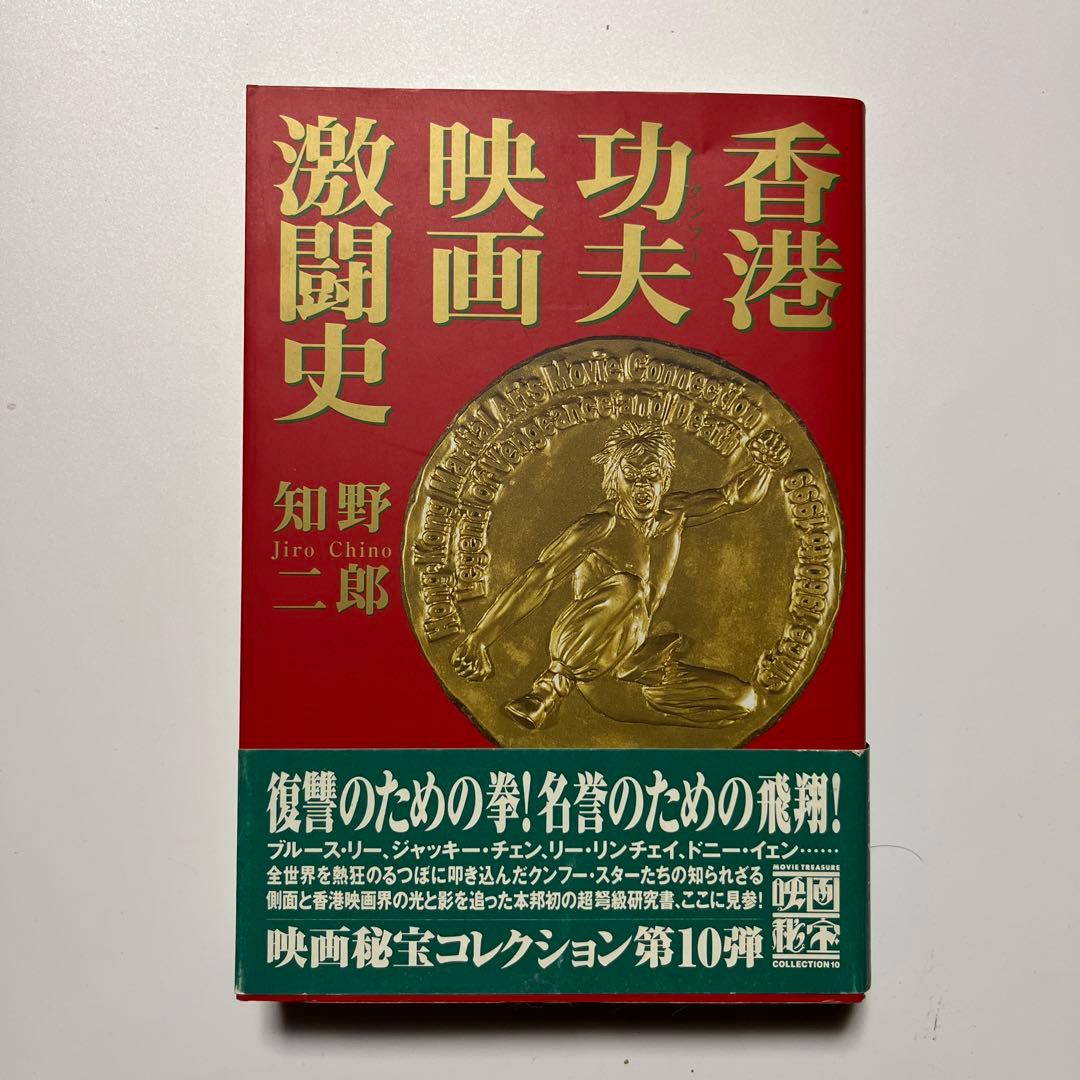 香港
功夫
クンフー
映画
激闘史
知野
Jiro Chino
二郎
Hong Kong Martial Arts Movie Connection
Legend of Vengeance and Death
since 1960 to 1999
復讐のための拳！名誉のための飛翔！
ブルース・リー、ジャッキー・チェン、リー・リンチェイ、ドニー・イェン……
全世界を熱狂のるつぼに叩き込んだクンフー・スターたちの知られざる
側面と香港映画界の光と影を追った本邦初の超弩級研究書、ここに見参！
映画秘宝コレクション第10弾
MOVIE TREASURE
映画
秘宝
COLLECTION 10